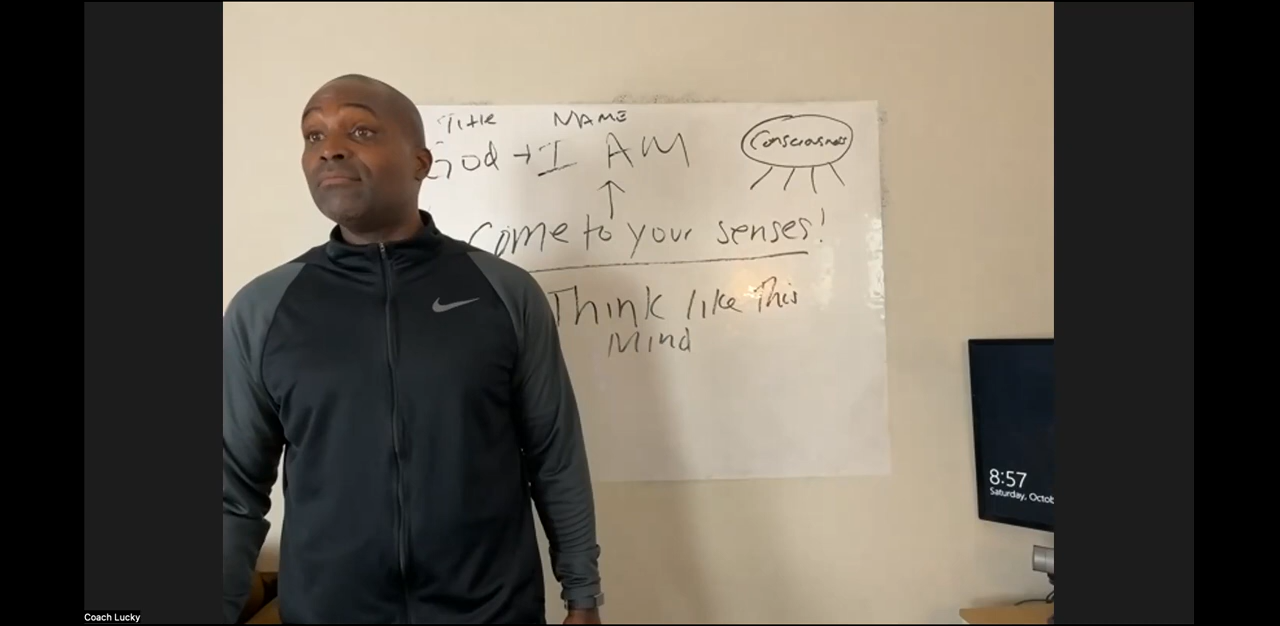 Title NAME
God → I AM
Consciousness
↑
Come to your senses!
Think like This
Mind
8:57
Saturday, Octob
Coach Lucky